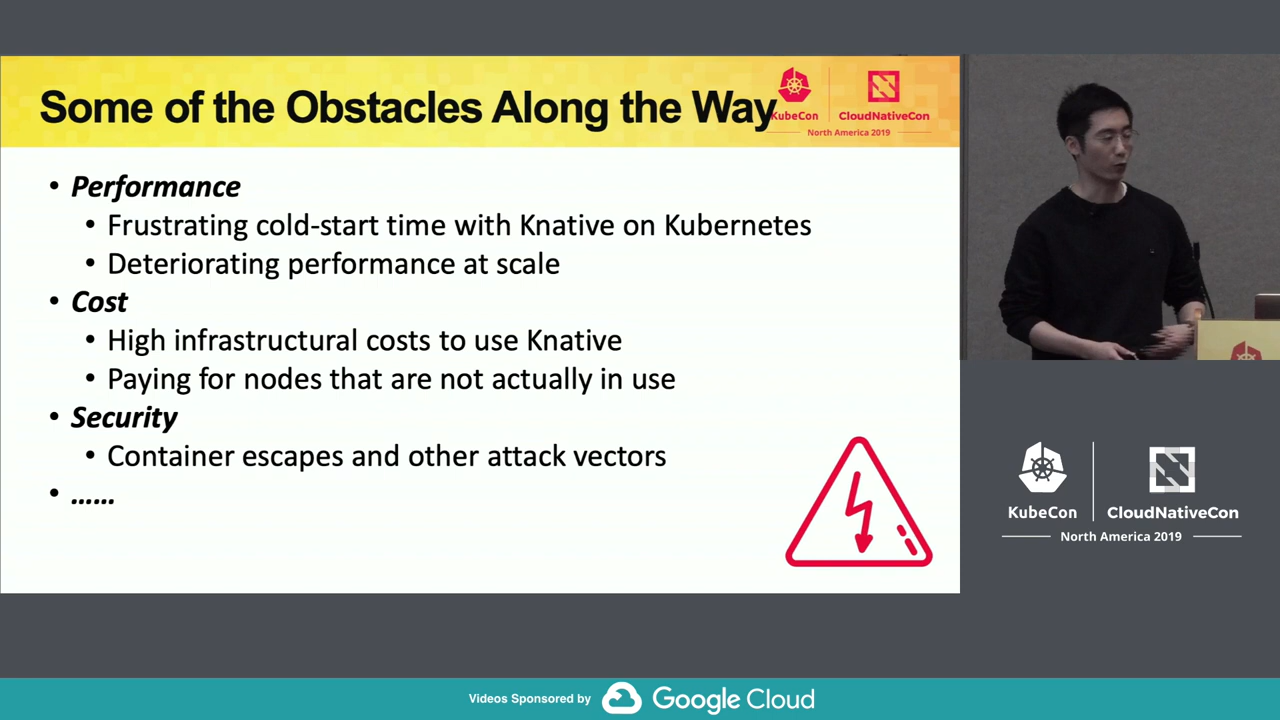 Some of the Obstacles Along the Way
KubeCon
CloudNativeCon
North America 2019
• Performance
• Frustrating cold-start time with Knative on Kubernetes
• Deteriorating performance at scale
• Cost
• High infrastructural costs to use Knative
• Paying for nodes that are not actually in use
• Security
• Container escapes and other attack vectors
• ......
KubeCon
CloudNativeCon
North America 2019
Videos Sponsored by
Google Cloud